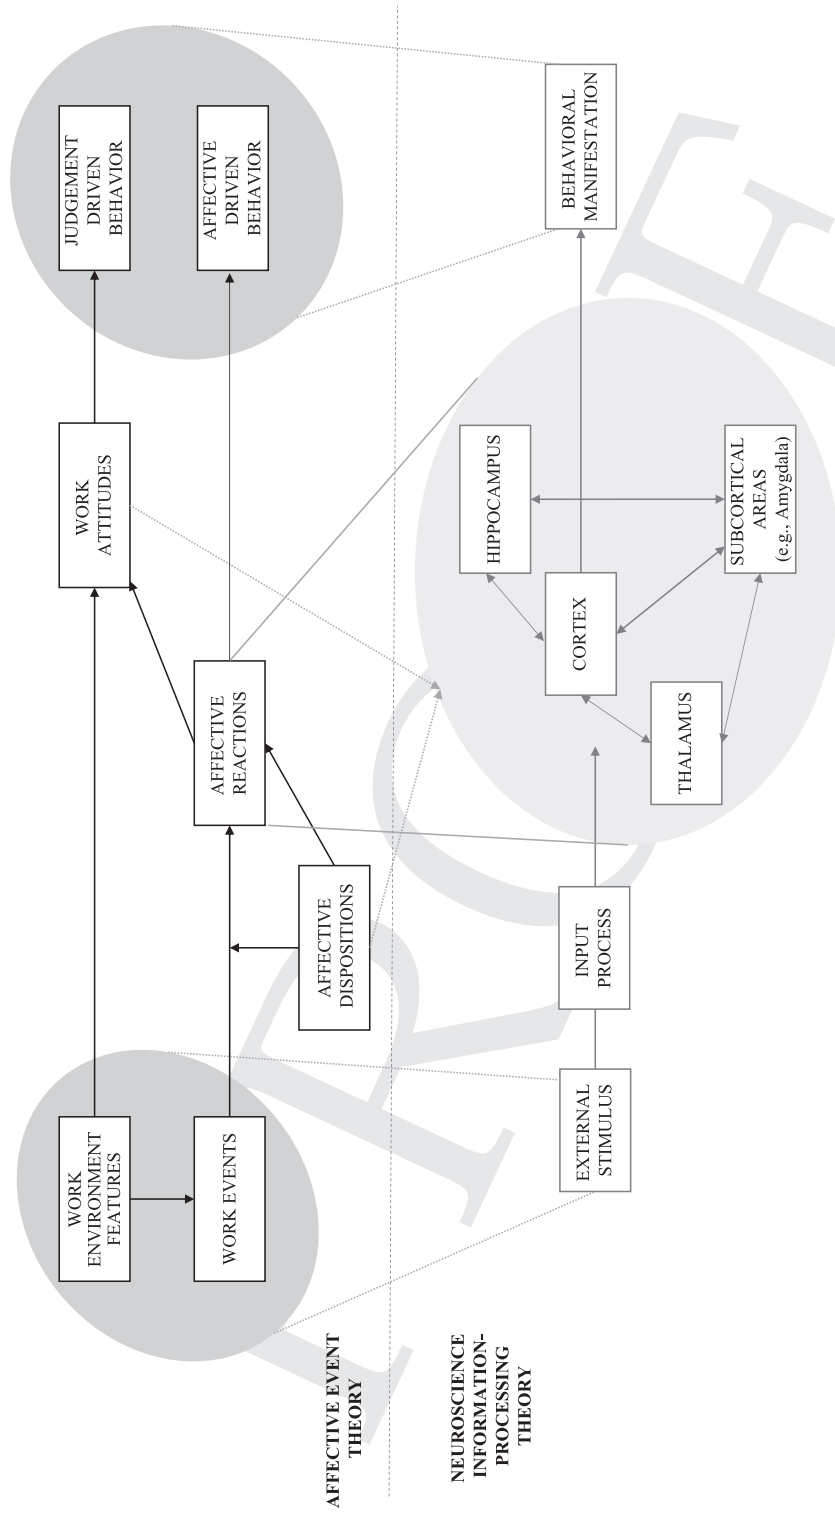 WORK
ENVIRONMENT
FEATURES
WORK
ATTITUDES
JUDGEMENT
DRIVEN
BEHAVIOR
WORK EVENTS
AFFECTIVE
REACTIONS
AFFECTIVE
DRIVEN
BEHAVIOR
AFFECTIVE
DISPOSITIONS
AFFECTIVE EVENT
THEORY
NEUROSCIENCE
INFORMATION-
PROCESSING
THEORY
HIPPOCAMPUS
EXTERNAL
STIMULUS
INPUT
PROCESS
CORTEX
BEHAVIORAL
MANIFESTATION
THALAMUS
SUBCORTICAL
AREAS
(e.g., Amygdala)